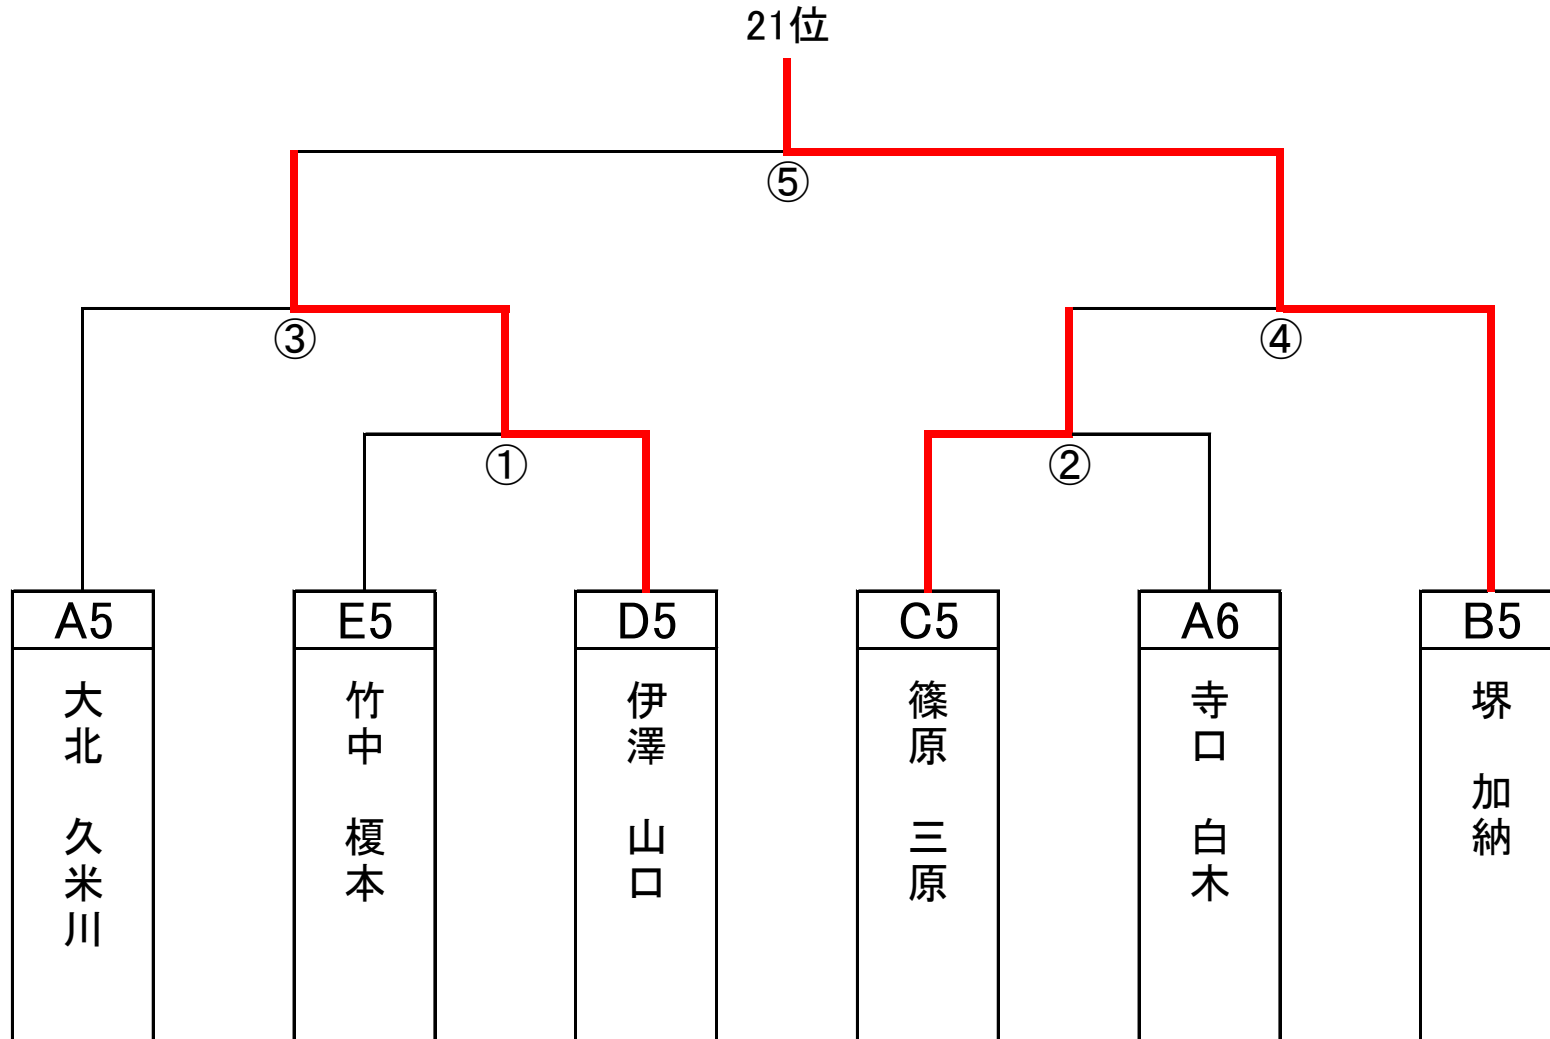 21位
⑤
③
④
①
②
A5
E5
D5
C5
A6
B5
大北　久米川
竹中　榎本
伊澤　山口
篠原　三原
寺口　白木
堺　加納